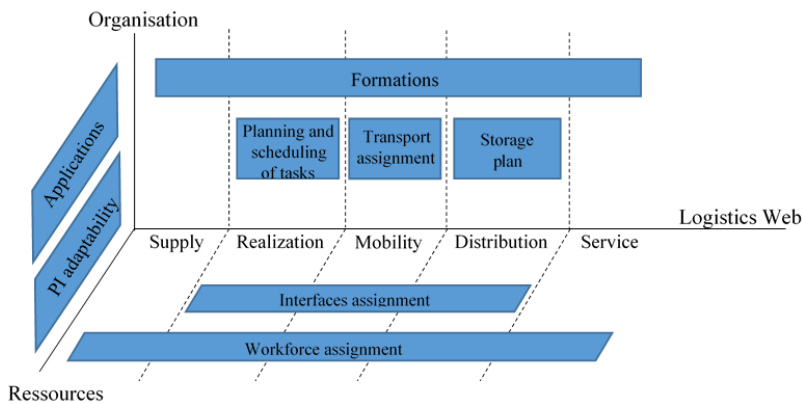 Organisation
Formations
Planning and
scheduling
of tasks
Transport
assignment
Storage
plan
Applications
PI adaptability
Logistics Web
Supply
Realization
Mobility
Distribution
Service
Interfaces assignment
Workforce assignment
Ressources